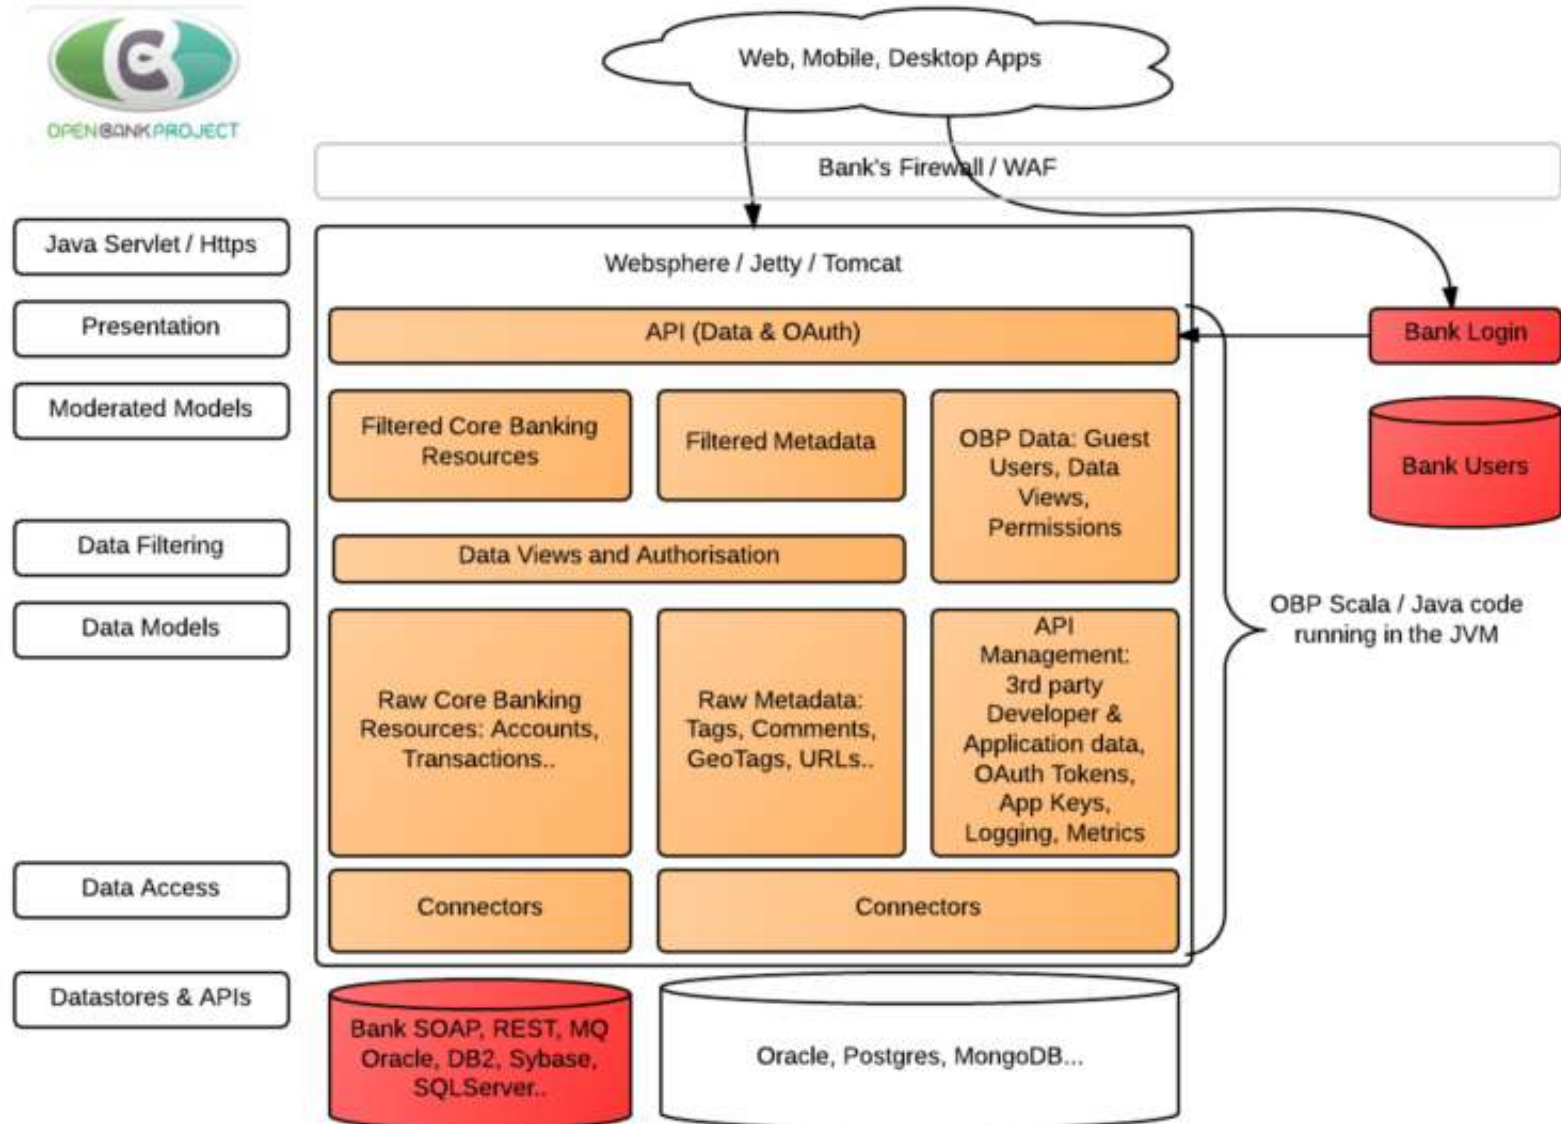 OPENBANKPROJECT
Web, Mobile, Desktop Apps
Bank's Firewall / WAF
Java Servlet / Https
Websphere / Jetty / Tomcat
Presentation
API (Data & OAuth)
Bank Login
Moderated Models
Filtered Core Banking
Resources
Filtered Metadata
OBP Data: Guest
Users, Data
Views,
Permissions
Bank Users
Data Filtering
Data Views and Authorisation
Data Models
Raw Core Banking
Resources: Accounts,
Transactions..
Raw Metadata:
Tags, Comments,
GeoTags, URLs..
API
Management:
3rd party
Developer &
Application data,
OAuth Tokens,
App Keys,
Logging, Metrics
OBP Scala / Java code
running in the JVM
Data Access
Connectors
Connectors
Datastores & APIs
Bank SOAP, REST, MQ
Oracle, DB2, Sybase,
SQLServer..
Oracle, Postgres, MongoDB...